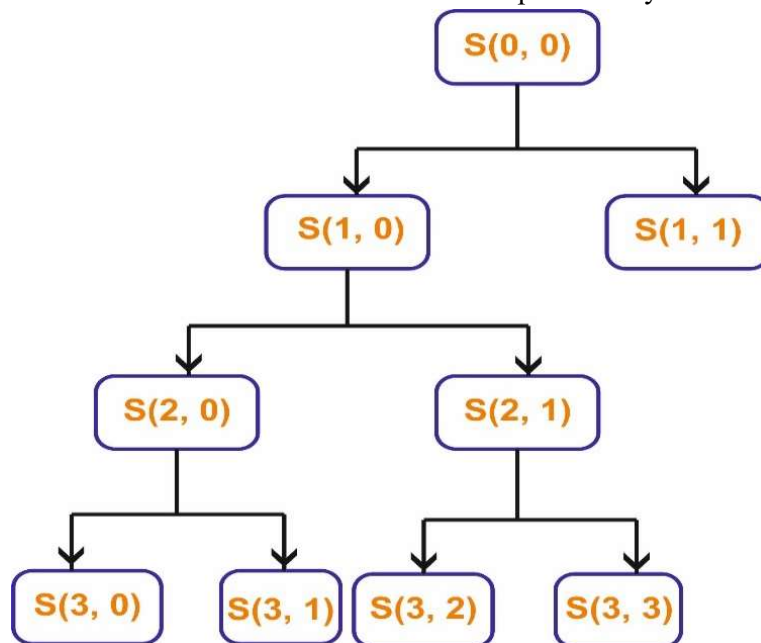 S(0, 0)
S(1, 0) S(1, 1)
S(2, 0) S(2, 1)
S(3, 0) S(3, 1) S(3, 2) S(3, 3)